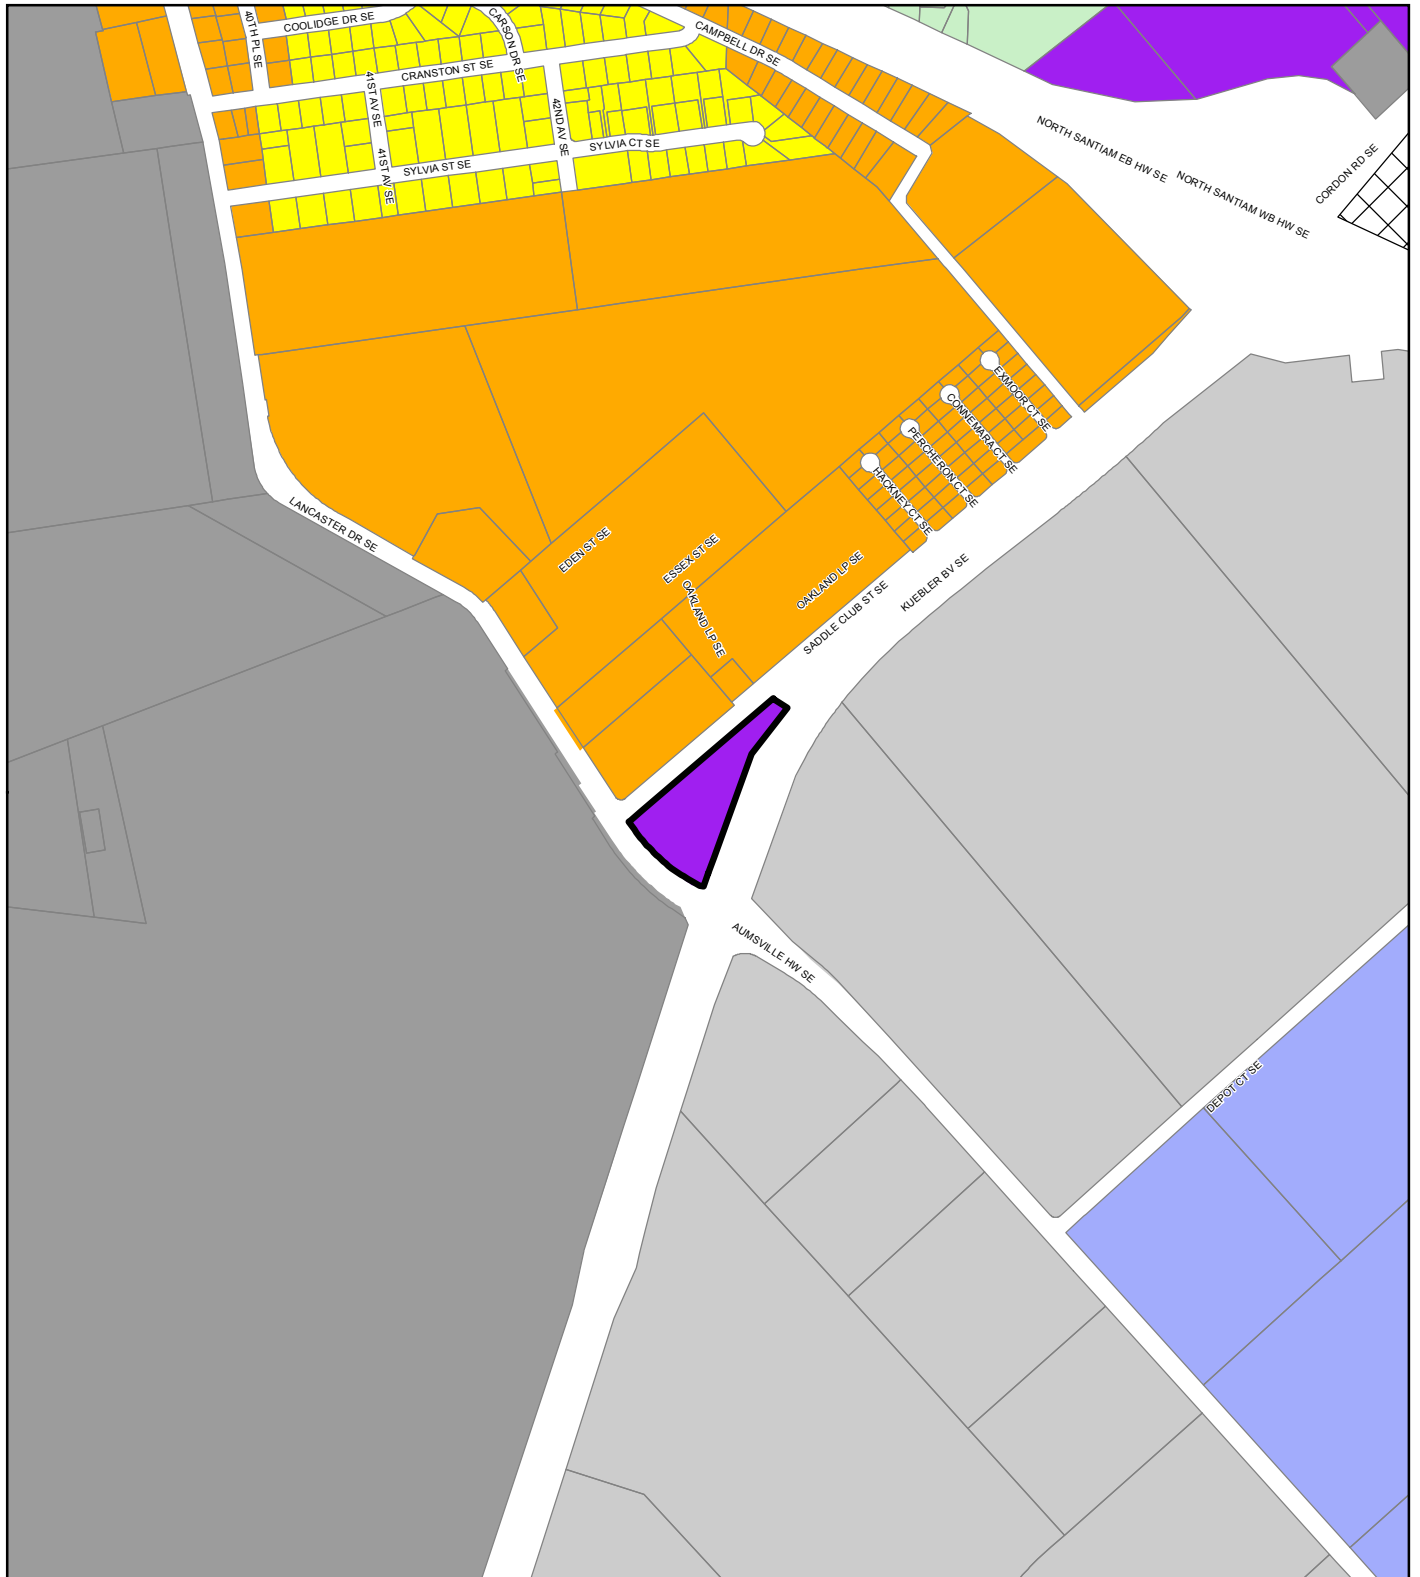 40TH PL SE
COOLIDGE DR SE
CARSON DR SE
CAMPBELL DR SE
CRANSTON ST SE
41ST AV SE
42ND AV SE
SYLVIA CT SE
41ST AV SE
SYLVIA ST SE
NORTH SANTIAM EB HW SE
NORTH SANTIAM WB HW SE
CORDON RD SE
EXMOOR CT SE
CONNEMARA CT SE
PERCHERON CT SE
HACKNEY CT SE
LANCASTER DR SE
EDEN ST SE
ESSEX ST SE
OAKLAND LP SE
OAKLAND LP SE
SADDLE CLUB ST SE
KUEBLER BV SE
AUMSVILLE HW SE
DEPOT CT SE